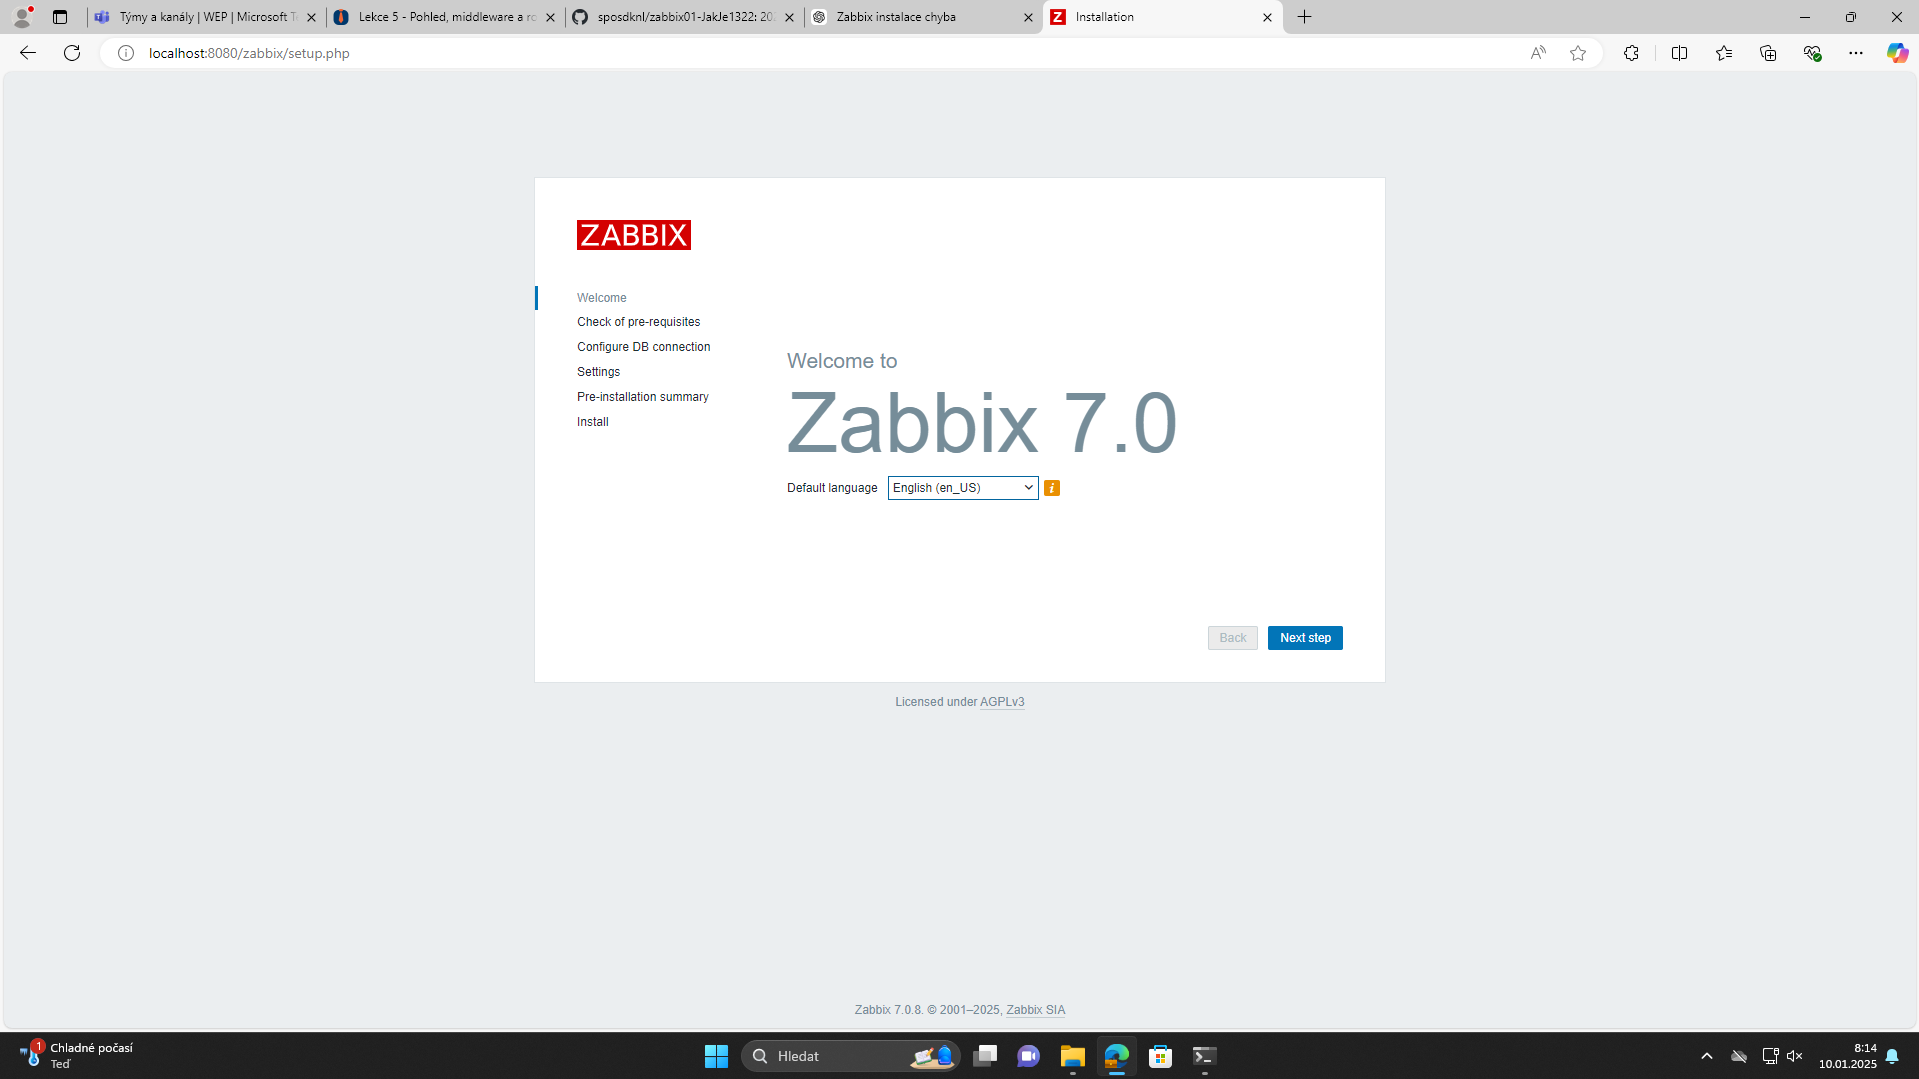 Týmy a kanály | WEP | Microsoft T
Lekce 5 - Pohled, middleware a ro
sposdknl/zabbix01-JakJe1322: 202
Zabbix instalace chyba
Installation
localhost:8080/zabbix/setup.php
ZABBIX
Welcome
Check of pre-requisites
Configure DB connection
Settings
Pre-installation summary
Install
Welcome to
Zabbix 7.0
Default language
English (en_US)
Back
Next step
Licensed under AGPLv3
Zabbix 7.0.8. © 2001–2025, Zabbix SIA
1
Chladné počasí
Teď
Hledat
8:14
10.01.2025